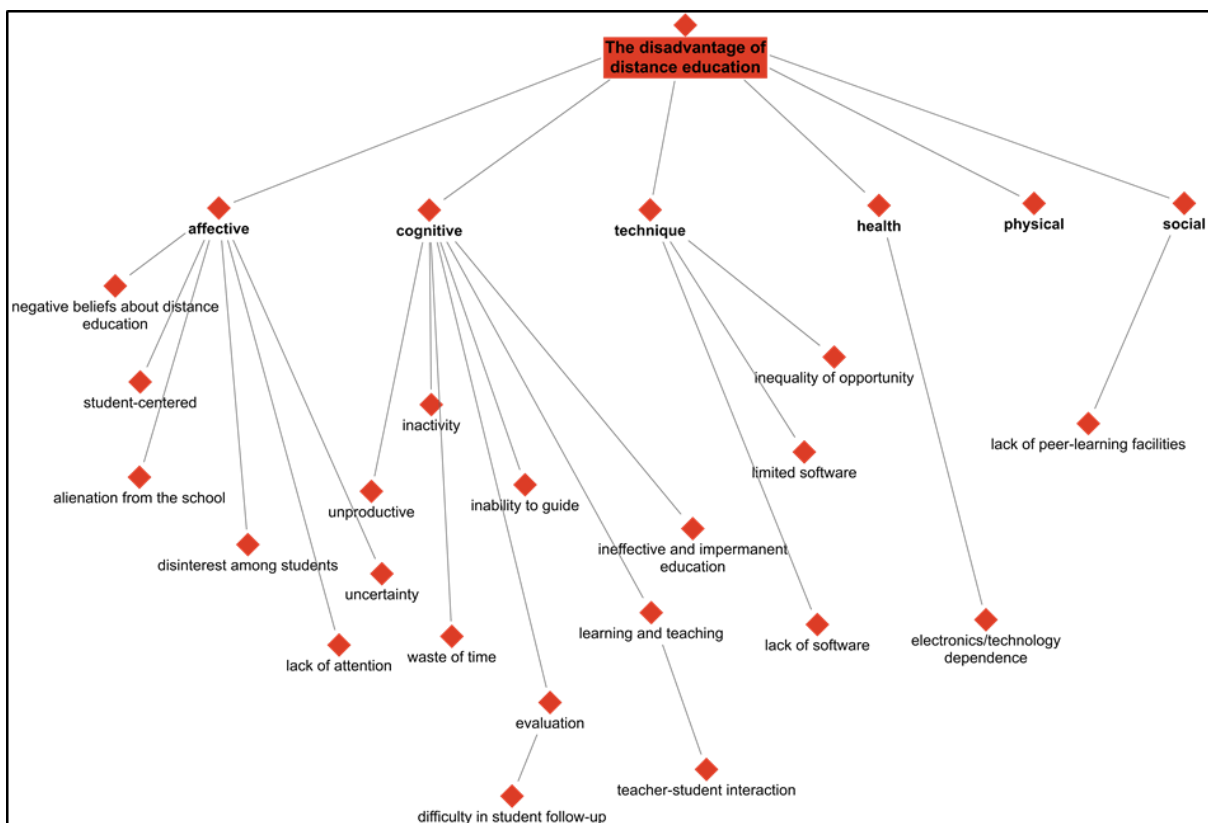 The disadvantage of
distance education
affective
cognitive
technique
health
physical
social
negative beliefs about distance
education
student-centered
alienation from the school
disinterest among students
uncertainty
lack of attention
inactivity
unproductive
inability to guide
ineffective and impermanent
education
learning and teaching
waste of time
evaluation
difficulty in student follow-up
teacher-student interaction
inequality of opportunity
limited software
lack of software
electronics/technology
dependence
lack of peer-learning facilities